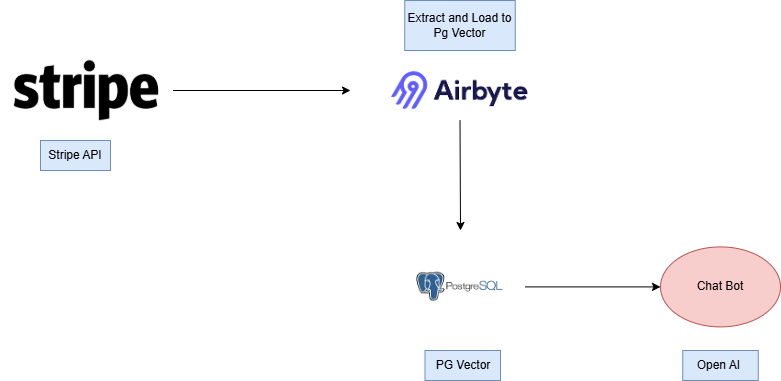 Extract and Load to
Pg Vector
stripe
Airbyte
Stripe API
PostgreSQL
Chat Bot
PG Vector
Open AI